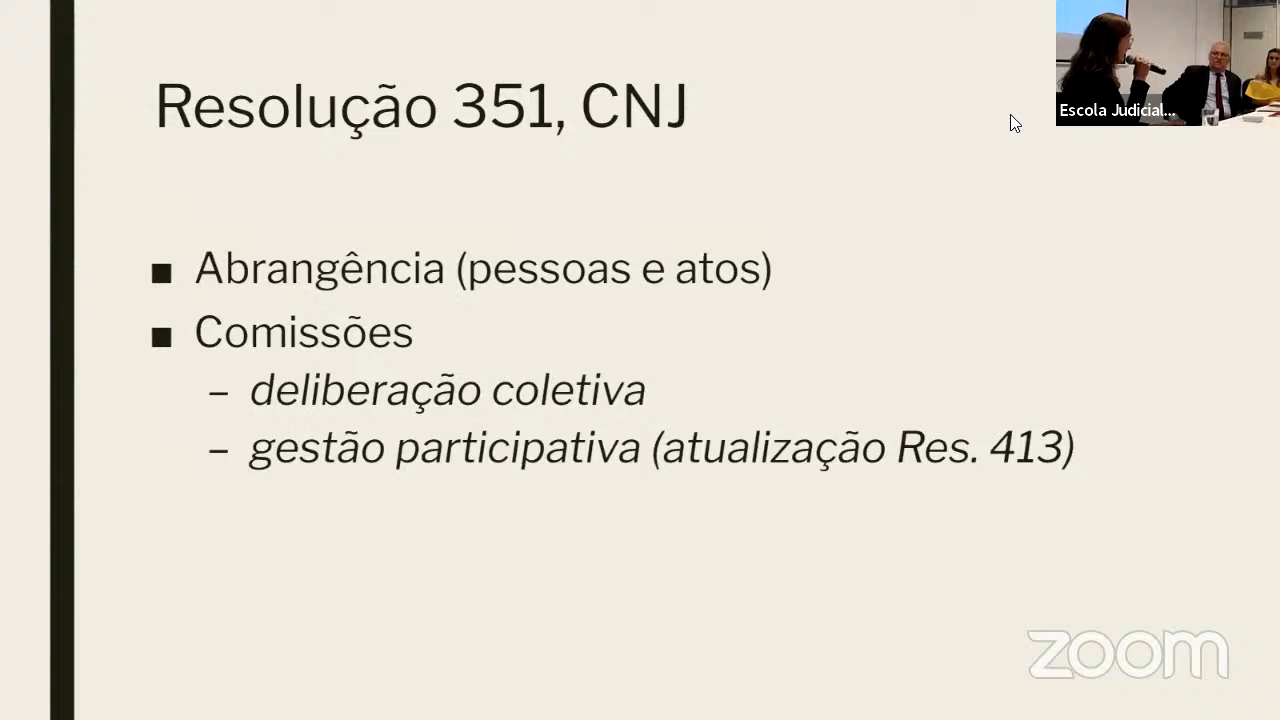 Resolução 351, CNJ
Escola Judicial...
■ Abrangência (pessoas e atos)
■ Comissões
– deliberação coletiva
– gestão participativa (atualização Res. 413)
zoom